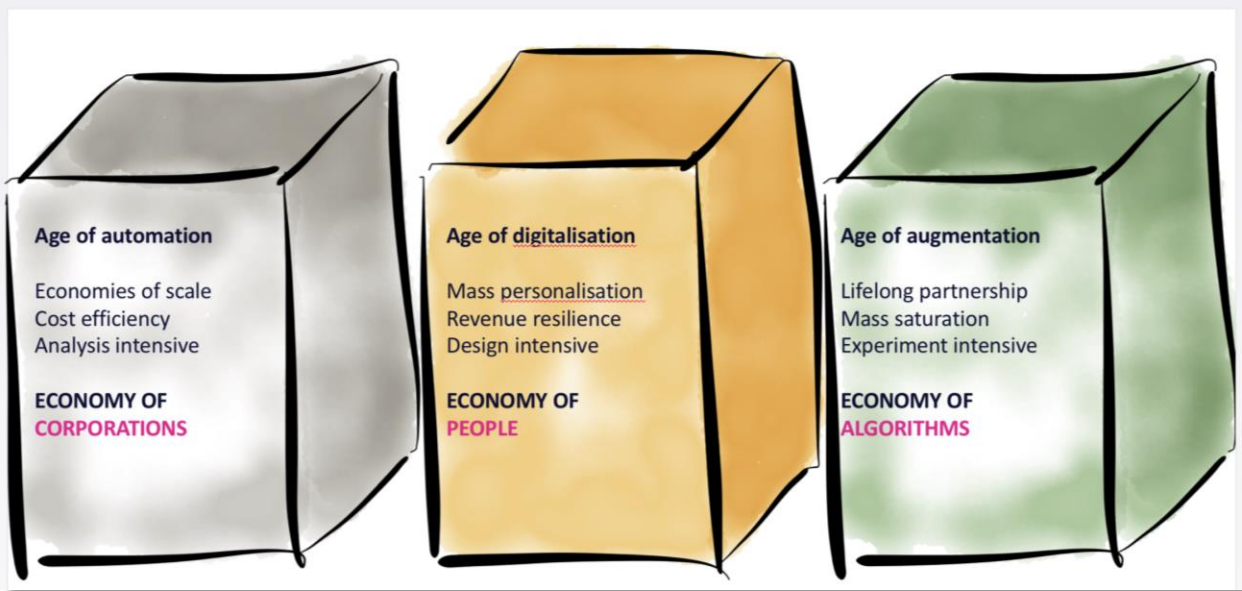 Age of automation
Economies of scale
Cost efficiency
Analysis intensive
ECONOMY OF
CORPORATIONS
Age of digitalisation
Mass personalisation
Revenue resilience
Design intensive
ECONOMY OF
PEOPLE
Age of augmentation
Lifelong partnership
Mass saturation
Experiment intensive
ECONOMY OF
ALGORITHMS